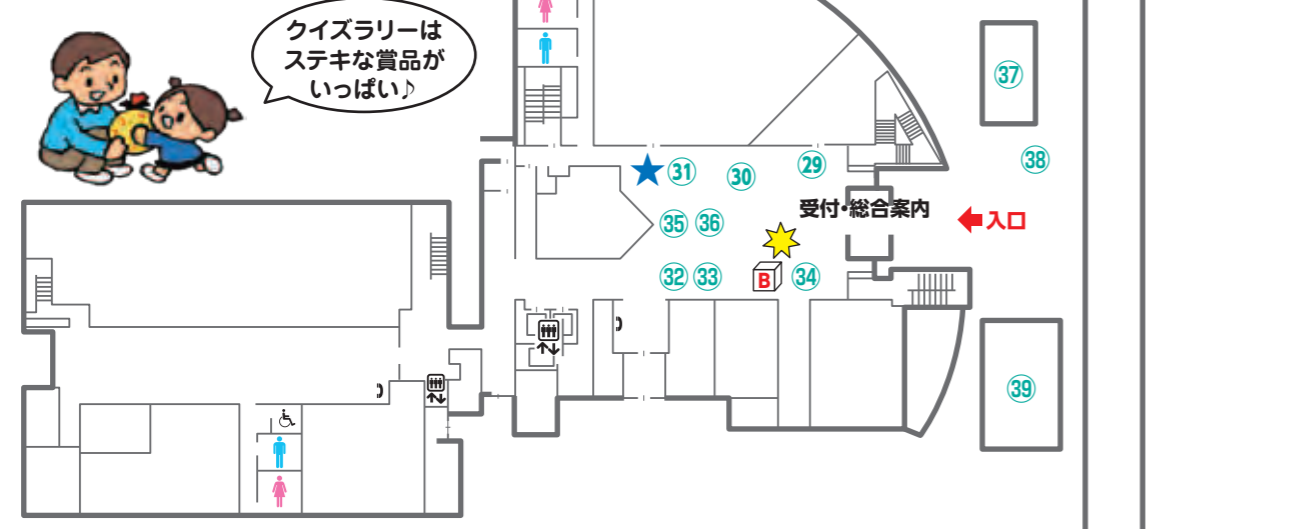 クイズラリーは
ステキな賞品が
いっぱい♪
㊲
㊳
㉙
㉛
㉚
受付・総合案内
入口
㉟ ㊱
㉜ ㉝
B
㉞
㊴